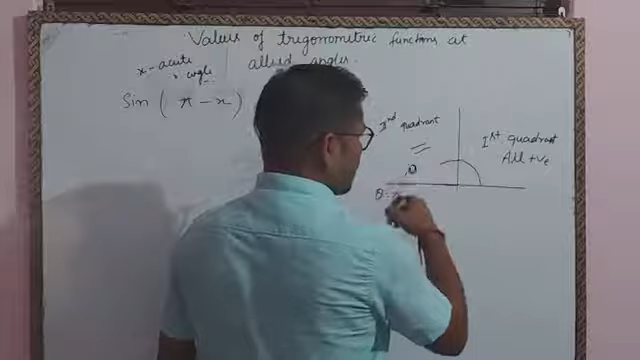 Values of trigonometric functions at
allied angles.
x - acute
angle
Sin ( π - x )
IInd quadrant
Ist quadrant
All +ve
θ = π